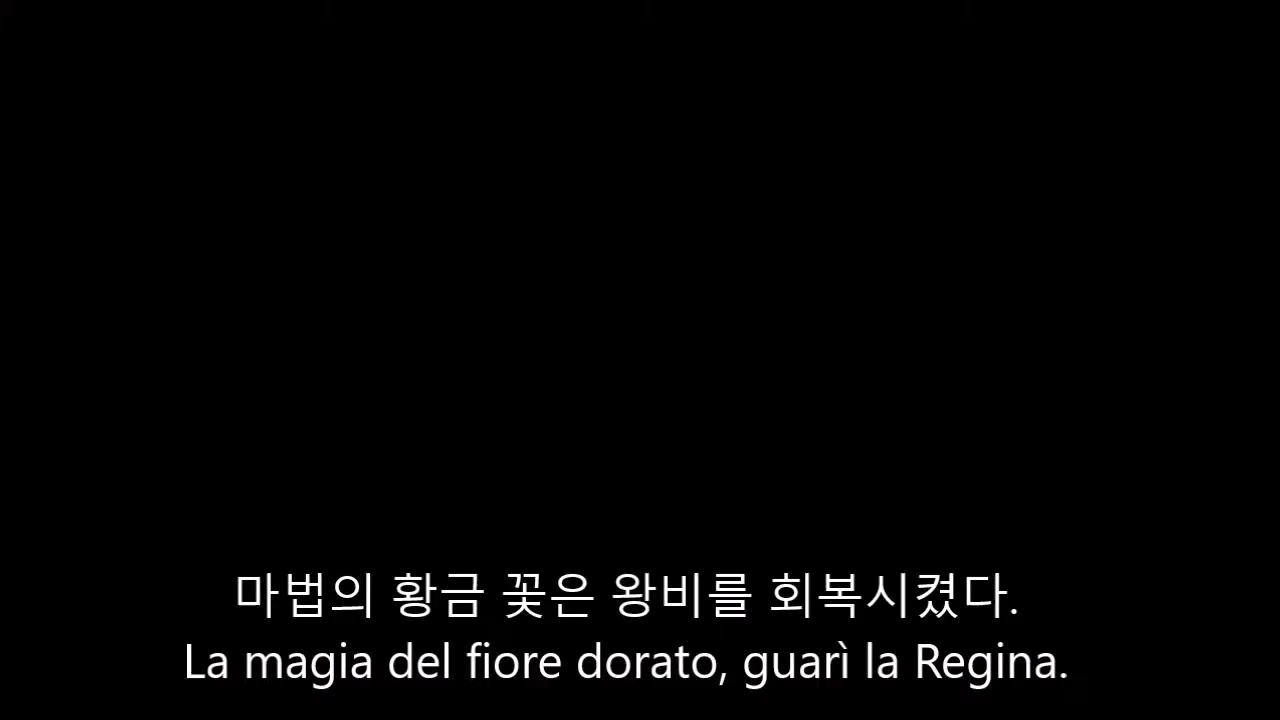 마법의 황금 꽃은 왕비를 회복시켰다.
La magia del fiore dorato, guarì la Regina.